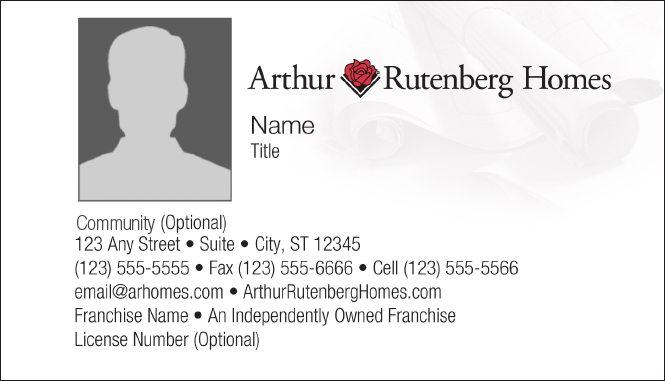 Arthur Rutenberg Homes
Name
Title
Community (Optional)
123 Any Street • Suite • City, ST 12345
(123) 555-5555 • Fax (123) 555-6666 • Cell (123) 555-5566
email@arhomes.com • ArthurRutenbergHomes.com
Franchise Name • An Independently Owned Franchise
License Number (Optional)